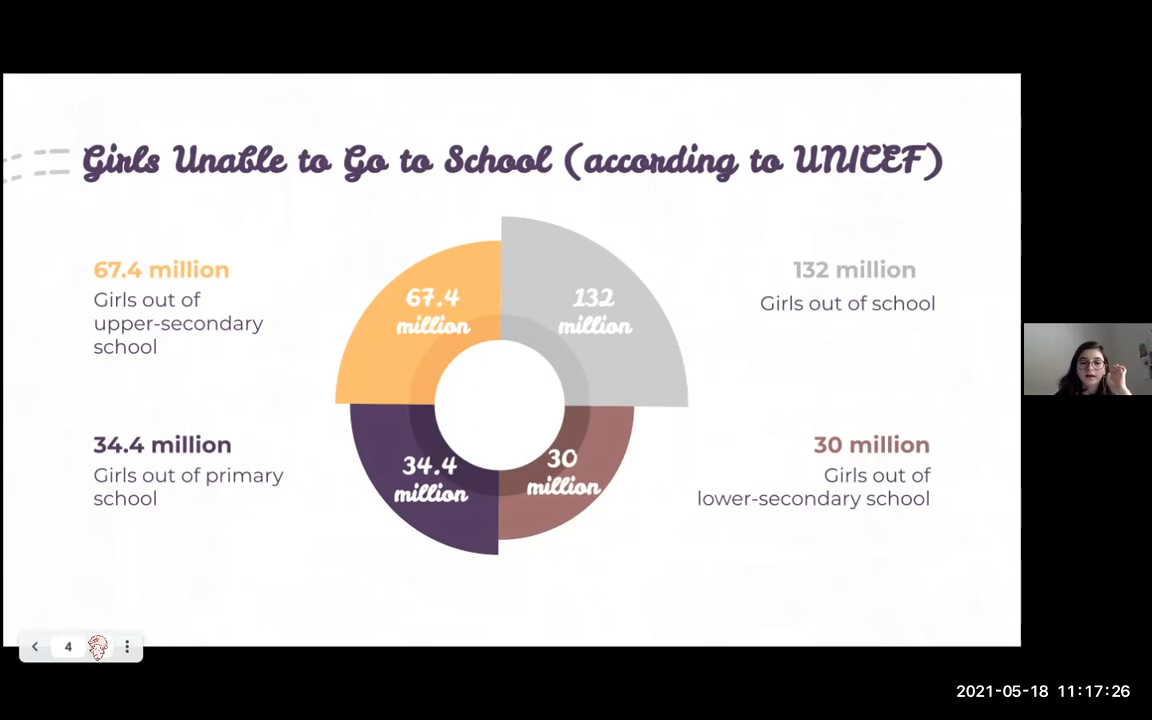 Girls Unable to Go to School (according to UNICEF)
67.4 million
Girls out of
upper-secondary
school
34.4 million
Girls out of primary
school
67.4
million
132
million
34.4
million
30
million
132 million
Girls out of school
30 million
Girls out of
lower-secondary school
4
2021-05-18 11:17:26